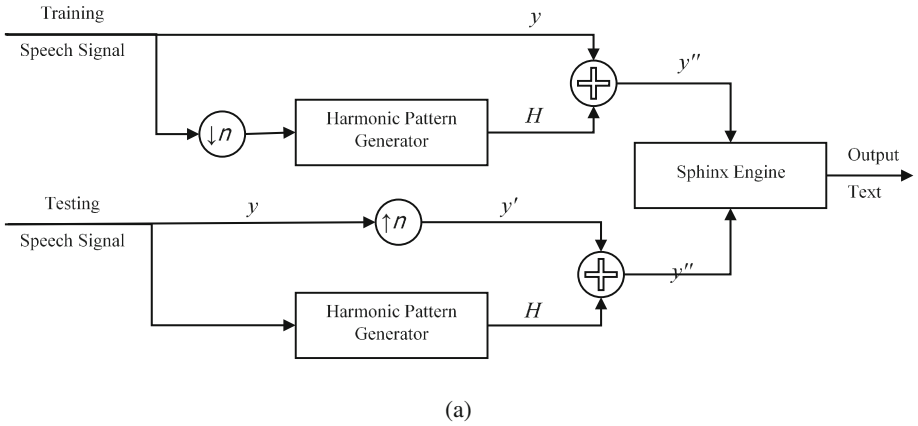 Training
Speech Signal
y
↓n
Harmonic Pattern
Generator
H
y″
Sphinx Engine
Output
Text
Testing
Speech Signal
y
↑n
y′
Harmonic Pattern
Generator
H
y″
(a)